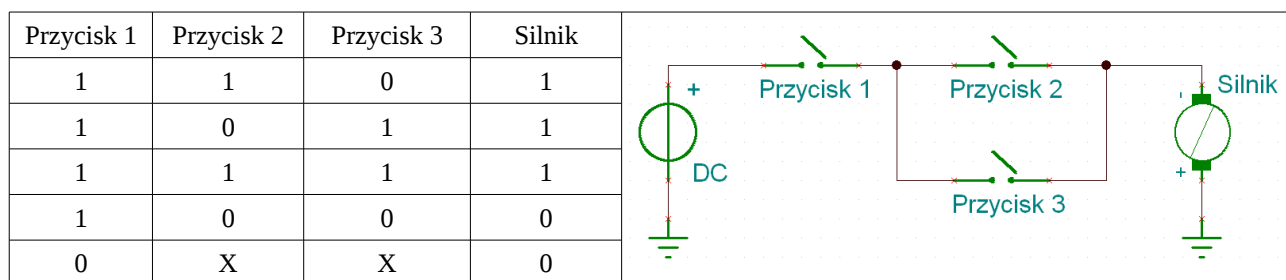 Przycisk 1 Przycisk 2 Przycisk 3 Silnik
1 1 0 1
1 0 1 1
1 1 1 1
1 0 0 0
0 X X 0
+ Przycisk 1 Przycisk 2 - Silnik
DC +
Przycisk 3